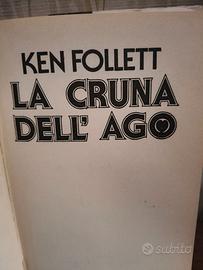 KEN FOLLETT
LA CRUNA
DELL' AGO
subito